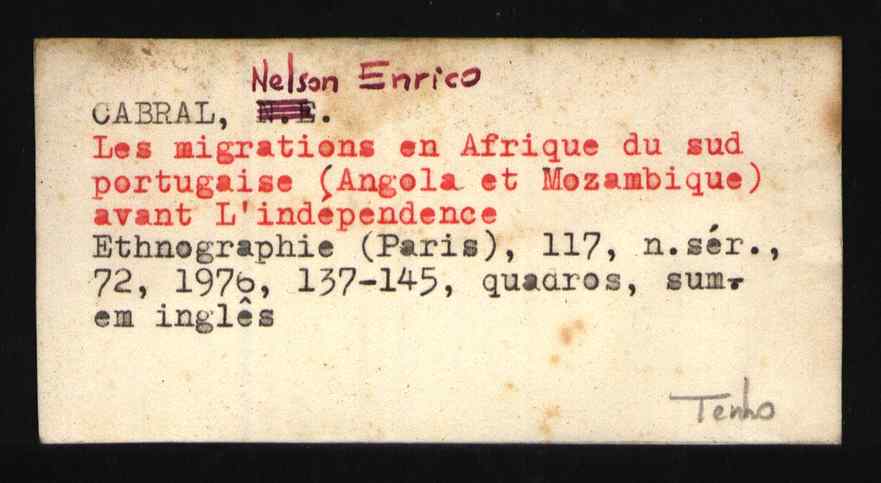 Nelson Enrico
CABRAL, N.E.
Les migrations en Afrique du sud
portugaise (Angola et Mozambique)
avant L'indépendence
Ethnographie (Paris), 117, n.sér.,
72, 1976, 137-145, quadros, sum.
em inglês
Tenho